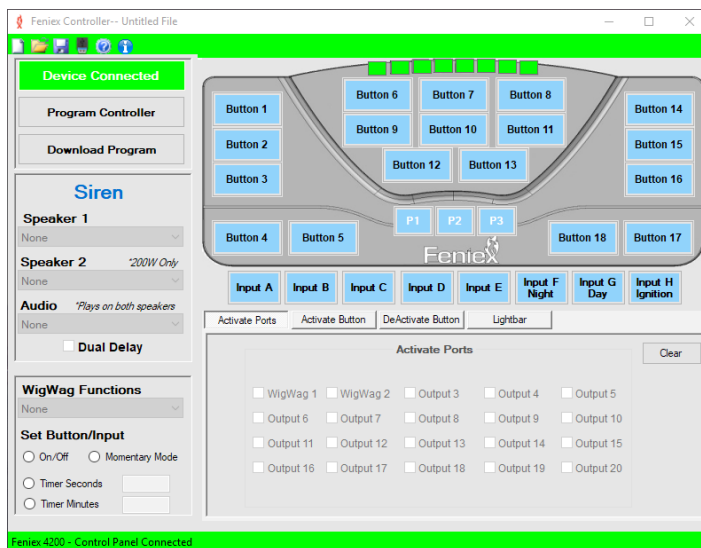 Feniex Controller-- Untitled File
Device Connected
Program Controller
Download Program
Siren
Speaker 1
None
Speaker 2 *200W Only
None
Audio *Plays on both speakers
None
Dual Delay
WigWag Functions
None
Set Button/Input
On/Off Momentary Mode
Timer Seconds
Timer Minutes
Button 1
Button 2
Button 3
Button 4 Button 5
Button 6 Button 7 Button 8
Button 9 Button 10 Button 11
Button 12 Button 13
P1 P2 P3
Feniex
Button 14
Button 15
Button 16
Button 18 Button 17
Input A Input B Input C Input D Input E Input F Night Input G Day Input H Ignition
Activate Ports Activate Button DeActivate Button Lightbar
Activate Ports
Clear
WigWag 1 WigWag 2 Output 3 Output 4 Output 5
Output 6 Output 7 Output 8 Output 9 Output 10
Output 11 Output 12 Output 13 Output 14 Output 15
Output 16 Output 17 Output 18 Output 19 Output 20
Feniex 4200 - Control Panel Connected